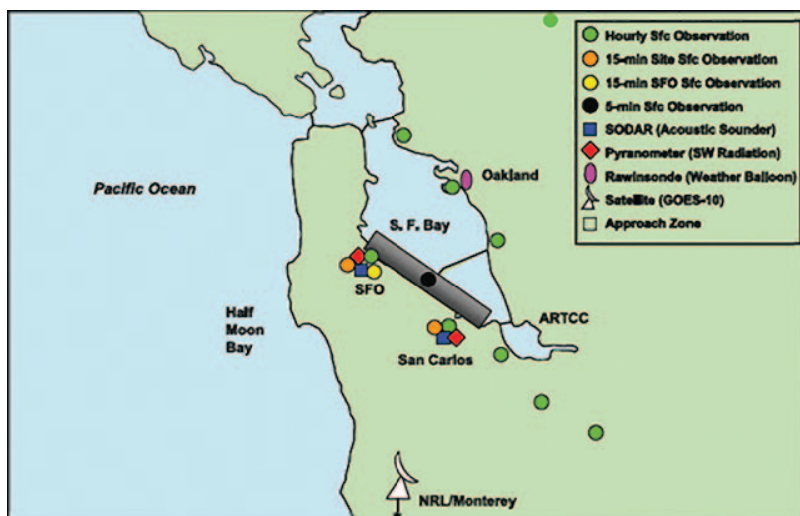 Hourly Sfc Observation
15-min Site Sfc Observation
15-min SFO Sfc Observation
5-min Sfc Observation
SODAR (Acoustic Sounder)
Pyranometer (SW Radiation)
Rawinsonde (Weather Balloon)
Satellite (GOES-10)
Approach Zone
Oakland
Pacific Ocean
S. F. Bay
SFO
Half
Moon
Bay
ARTCC
San Carlos
NRL/Monterey